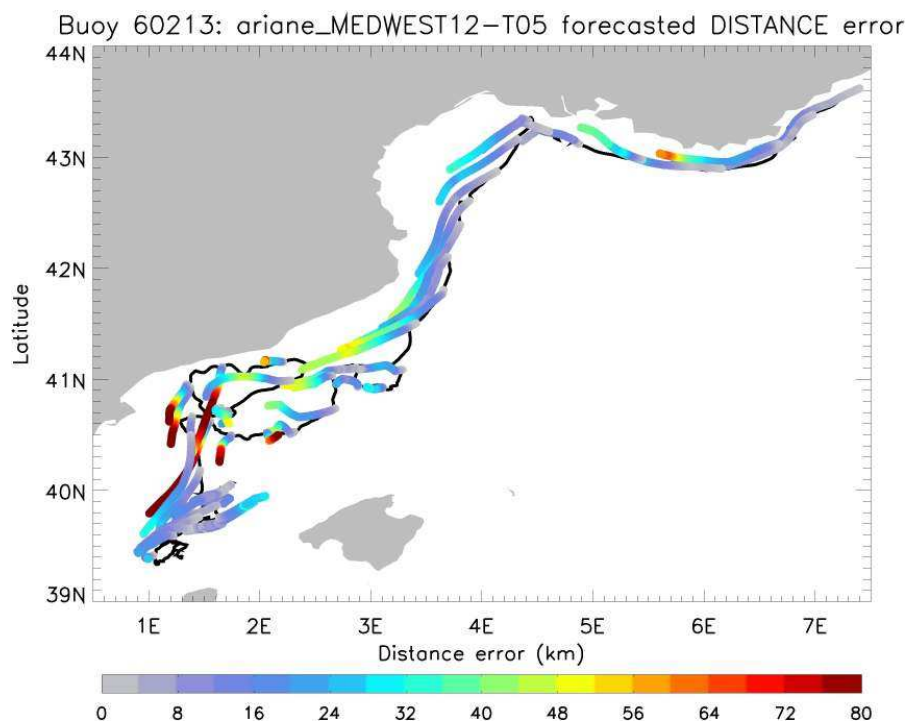 Buoy 60213: ariane_MEDWEST12-T05 forecasted DISTANCE error
44N
43N
42N
41N
40N
39N
Latitude
1E 2E 3E 4E 5E 6E 7E
Distance error (km)
0 8 16 24 32 40 48 56 64 72 80